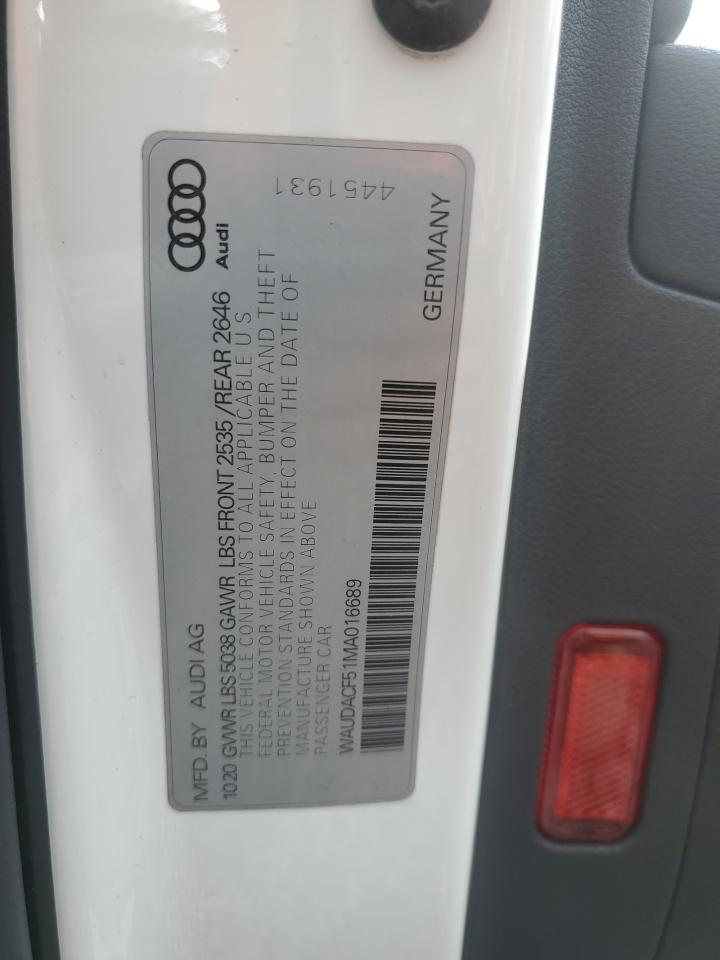 MFD. BY AUDI AG
Audi
10 20 GVWR LBS 5038 GAWR LBS FRONT 2535 /REAR 2646
THIS VEHICLE CONFORMS TO ALL APPLICABLE U S
FEDERAL MOTOR VEHICLE SAFETY, BUMPER AND THEFT
PREVENTION STANDARDS IN EFFECT ON THE DATE OF
MANUFACTURE SHOWN ABOVE
PASSENGER CAR
WAUDACF51MA016689
4451931
GERMANY